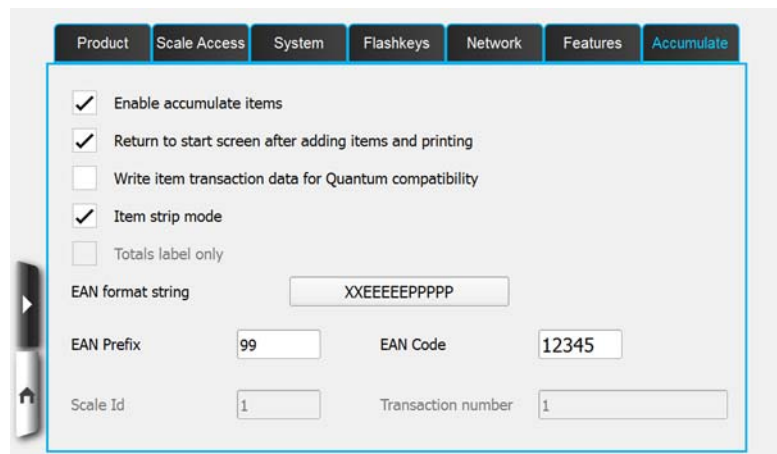 Product Scale Access System Flashkeys Network Features Accumulate
Enable accumulate items
Return to start screen after adding items and printing
Write item transaction data for Quantum compatibility
Item strip mode
Totals label only
EAN format string XXEEEEEPPPPP
EAN Prefix 99 EAN Code 12345
Scale Id 1 Transaction number 1